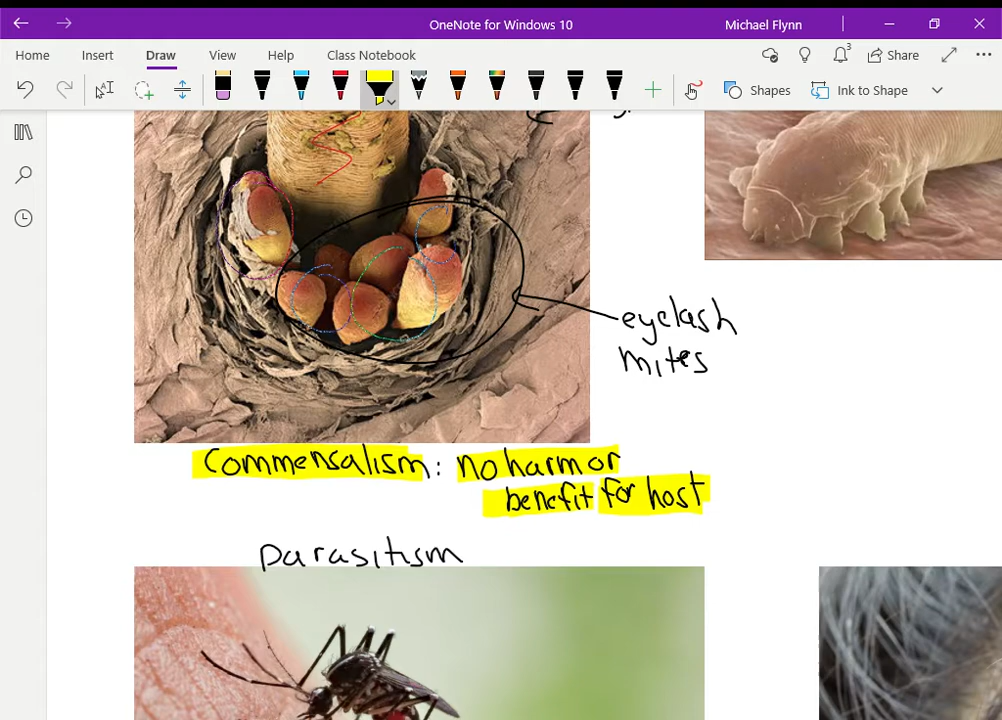 OneNote for Windows 10
Michael Flynn
Home
Insert
Draw
View
Help
Class Notebook
3
Share
Shapes
Ink to Shape
eyelash
mites
Commensalism: no harm or
benefit for host
Parasitism